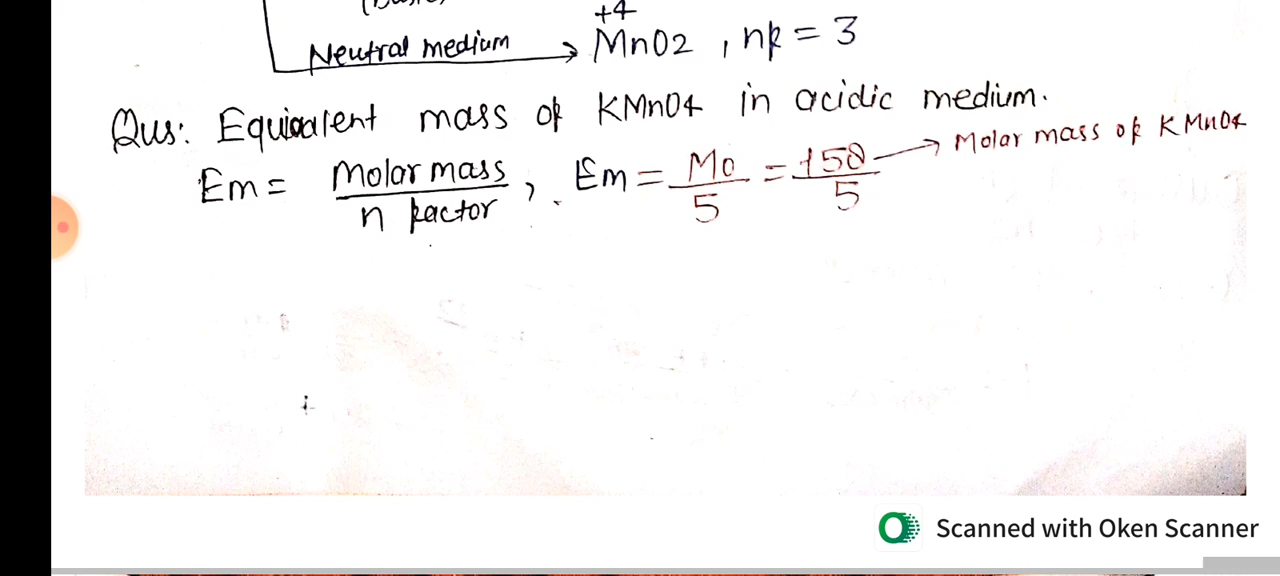 +4
Neutral medium → MnO2 , nf = 3
Qus: Equivalent mass of KMnO4 in acidic medium.
Em = Molar mass / n factor , Em = Mo / 5 = 158 / 5 → Molar mass of KMnO4
Scanned with Oken Scanner